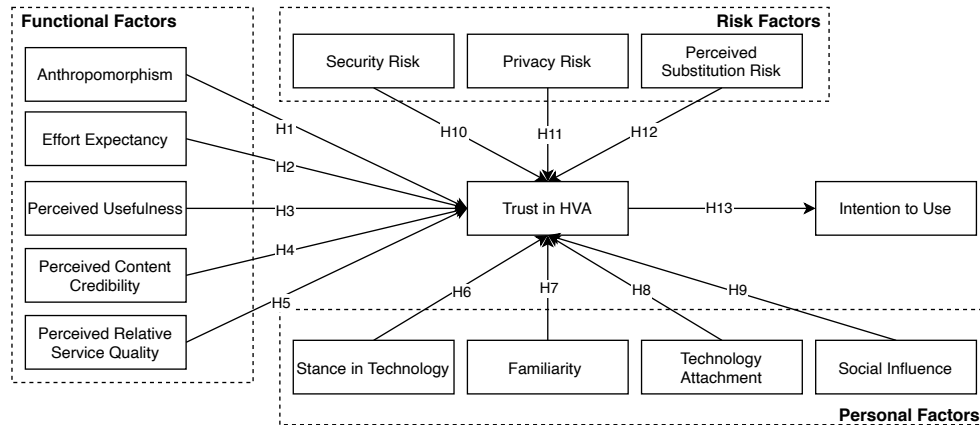 Functional Factors
Anthropomorphism
Effort Expectancy
Perceived Usefulness
Perceived Content
Credibility
Perceived Relative
Service Quality
H1
H2
H3
H4
H5
Risk Factors
Security Risk
Privacy Risk
Perceived
Substitution Risk
H10
H11
H12
Trust in HVA
H13
Intention to Use
H6
H7
H8
H9
Stance in Technology
Familiarity
Technology
Attachment
Social Influence
Personal Factors